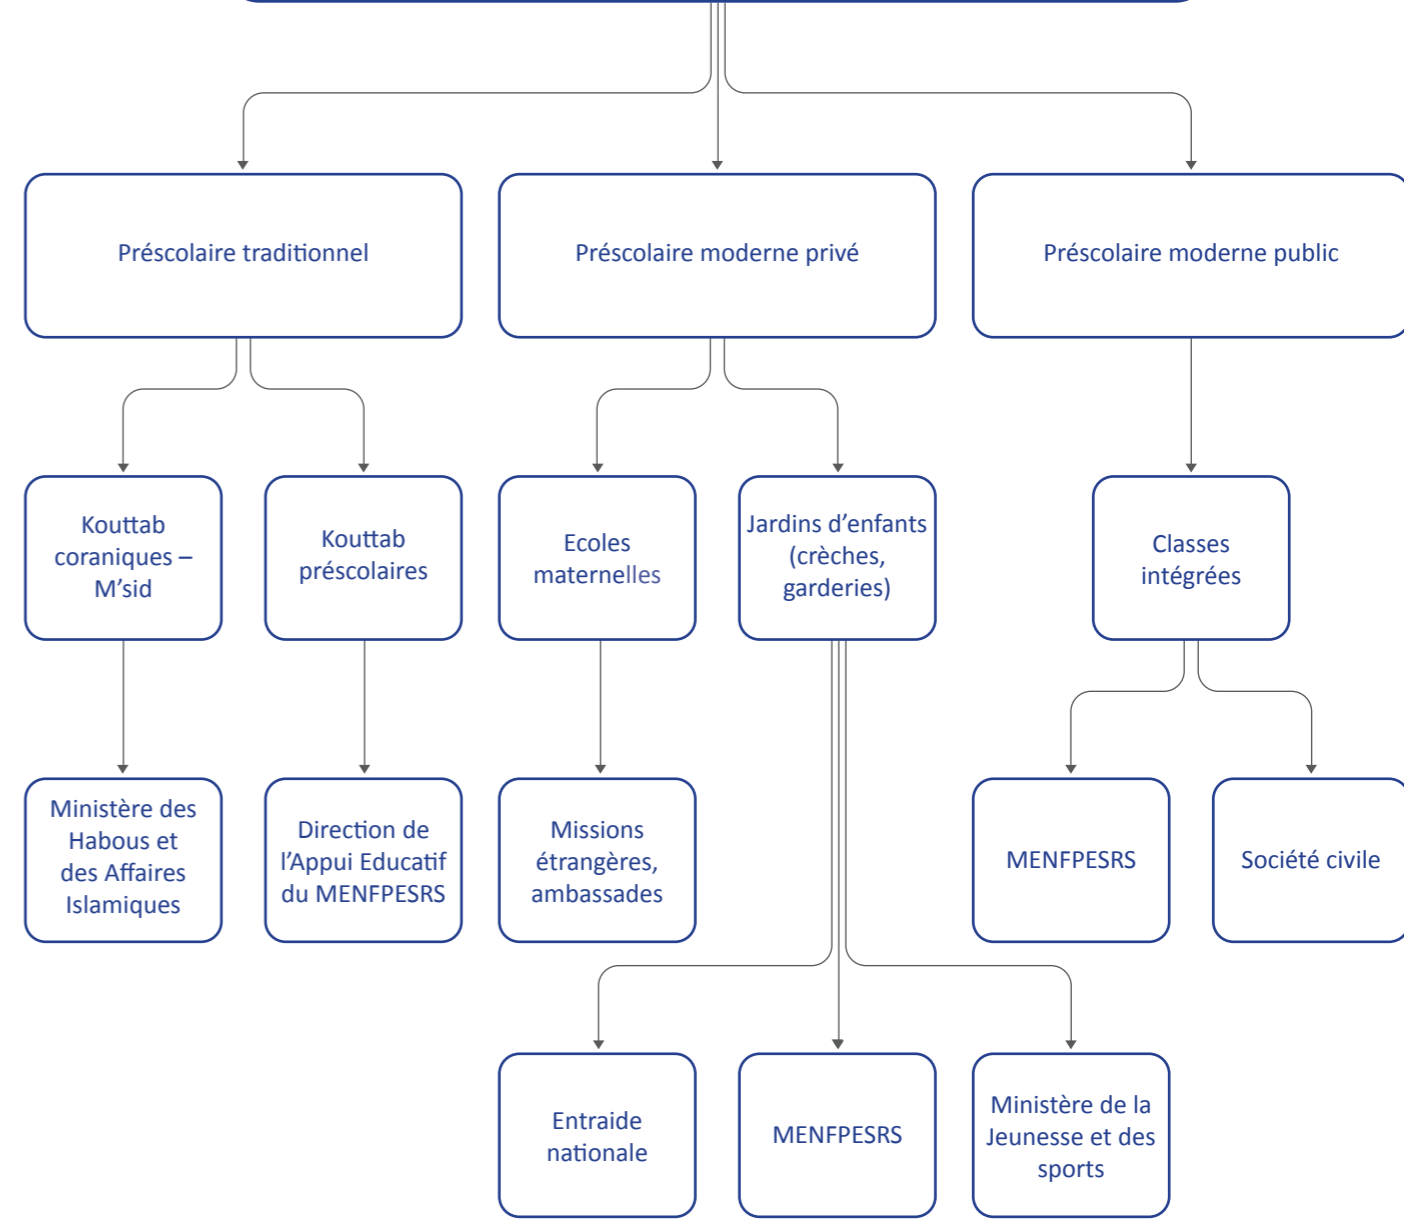 Préscolaire traditionnel
Préscolaire moderne privé
Préscolaire moderne public
Kouttab
coraniques –
M'sid
Kouttab
préscolaires
Ecoles
maternelles
Jardins d’enfants
(crèches,
garderies)
Classes
intégrées
Ministère des
Habous et
des Affaires
Islamiques
Direction de
l’Appui Educatif
du MENFPESRS
Missions
étrangères,
ambassades
MENFPESRS
Société civile
Entraide
nationale
MENFPESRS
Ministère de la
Jeunesse et des
sports